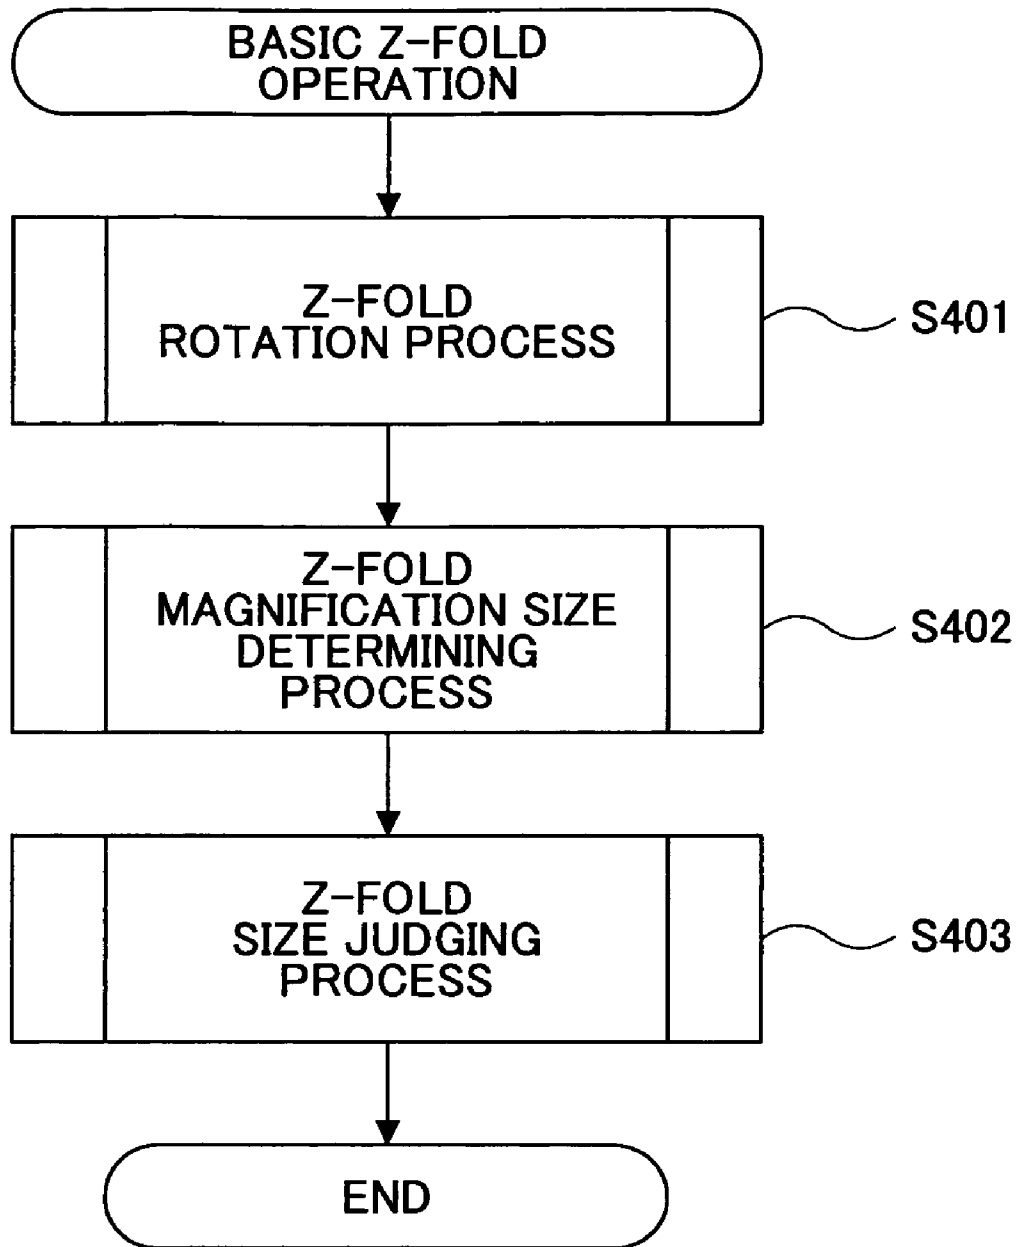 BASIC Z-FOLD
OPERATION
Z-FOLD
ROTATION PROCESS
S401
Z-FOLD
MAGNIFICATION SIZE
DETERMINING
PROCESS
S402
Z-FOLD
SIZE JUDGING
PROCESS
S403
END